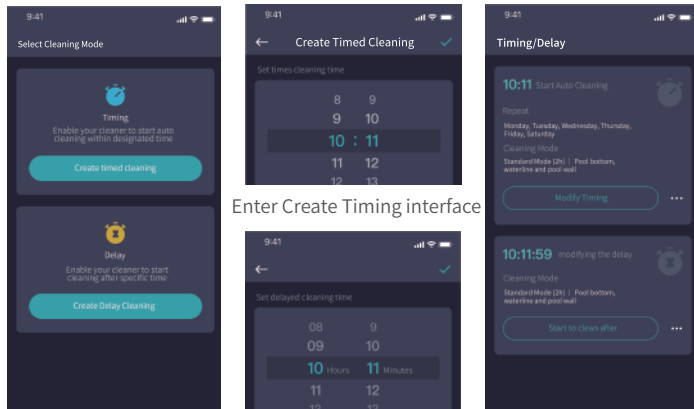 9:41
Select Cleaning Mode
Timing
Enable your cleaner to start auto
cleaning within designated time
Create timed cleaning
Delay
Enable your cleaner to start
cleaning after specific time
Create Delay Cleaning
9:41
Create Timed Cleaning
Set times cleaning time
8 9
9 10
10 : 11
11 12
12 13
Enter Create Timing interface
9:41
Set delayed cleaning time
08 9
09 10
10 Hours 11 Minutes
11 12
12 13
9:41
Timing/Delay
10:11 Start Auto Cleaning
Repeat
Monday, Tuesday, Wednesday, Thursday,
Friday, Saturday
Cleaning Mode
Standard Mode (2h) | Pool bottom,
waterline and pool wall
Modify Timing
10:11:59 modifying the delay
Cleaning Mode
Standard Mode (2h) | Pool bottom,
waterline and pool wall
Start to clean after